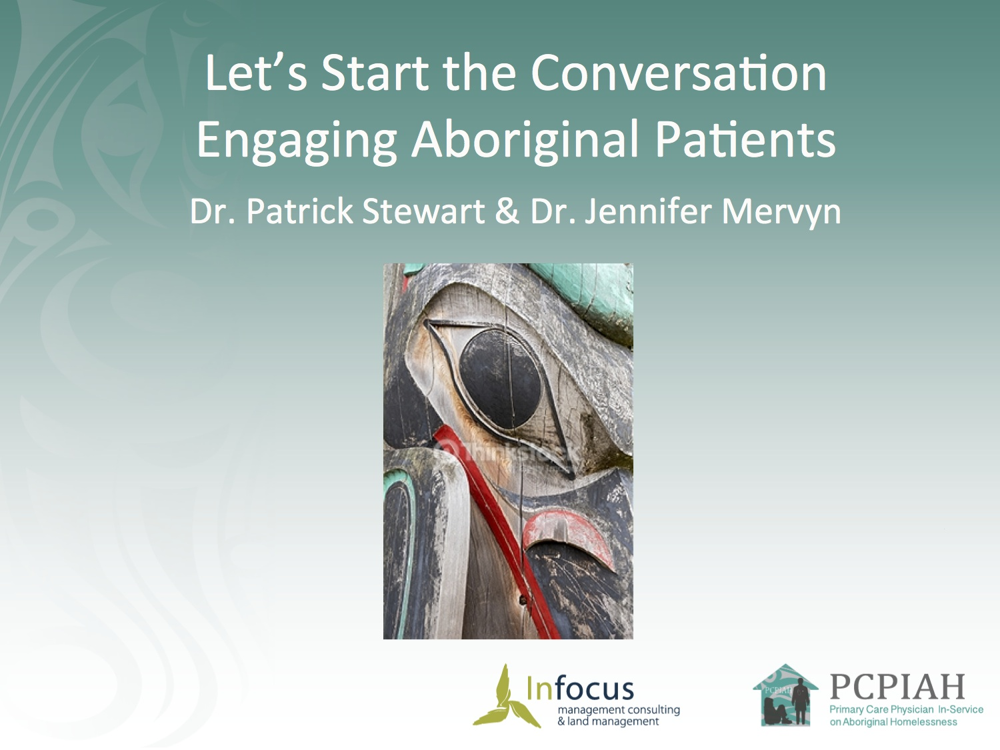 Let’s Start the Conversation
Engaging Aboriginal Patients
Dr. Patrick Stewart & Dr. Jennifer Mervyn
Thinkstock
Infocus
management consulting
& land management
PCPIAH
PCPIAH
Primary Care Physician In-Service
on Aboriginal Homelessness